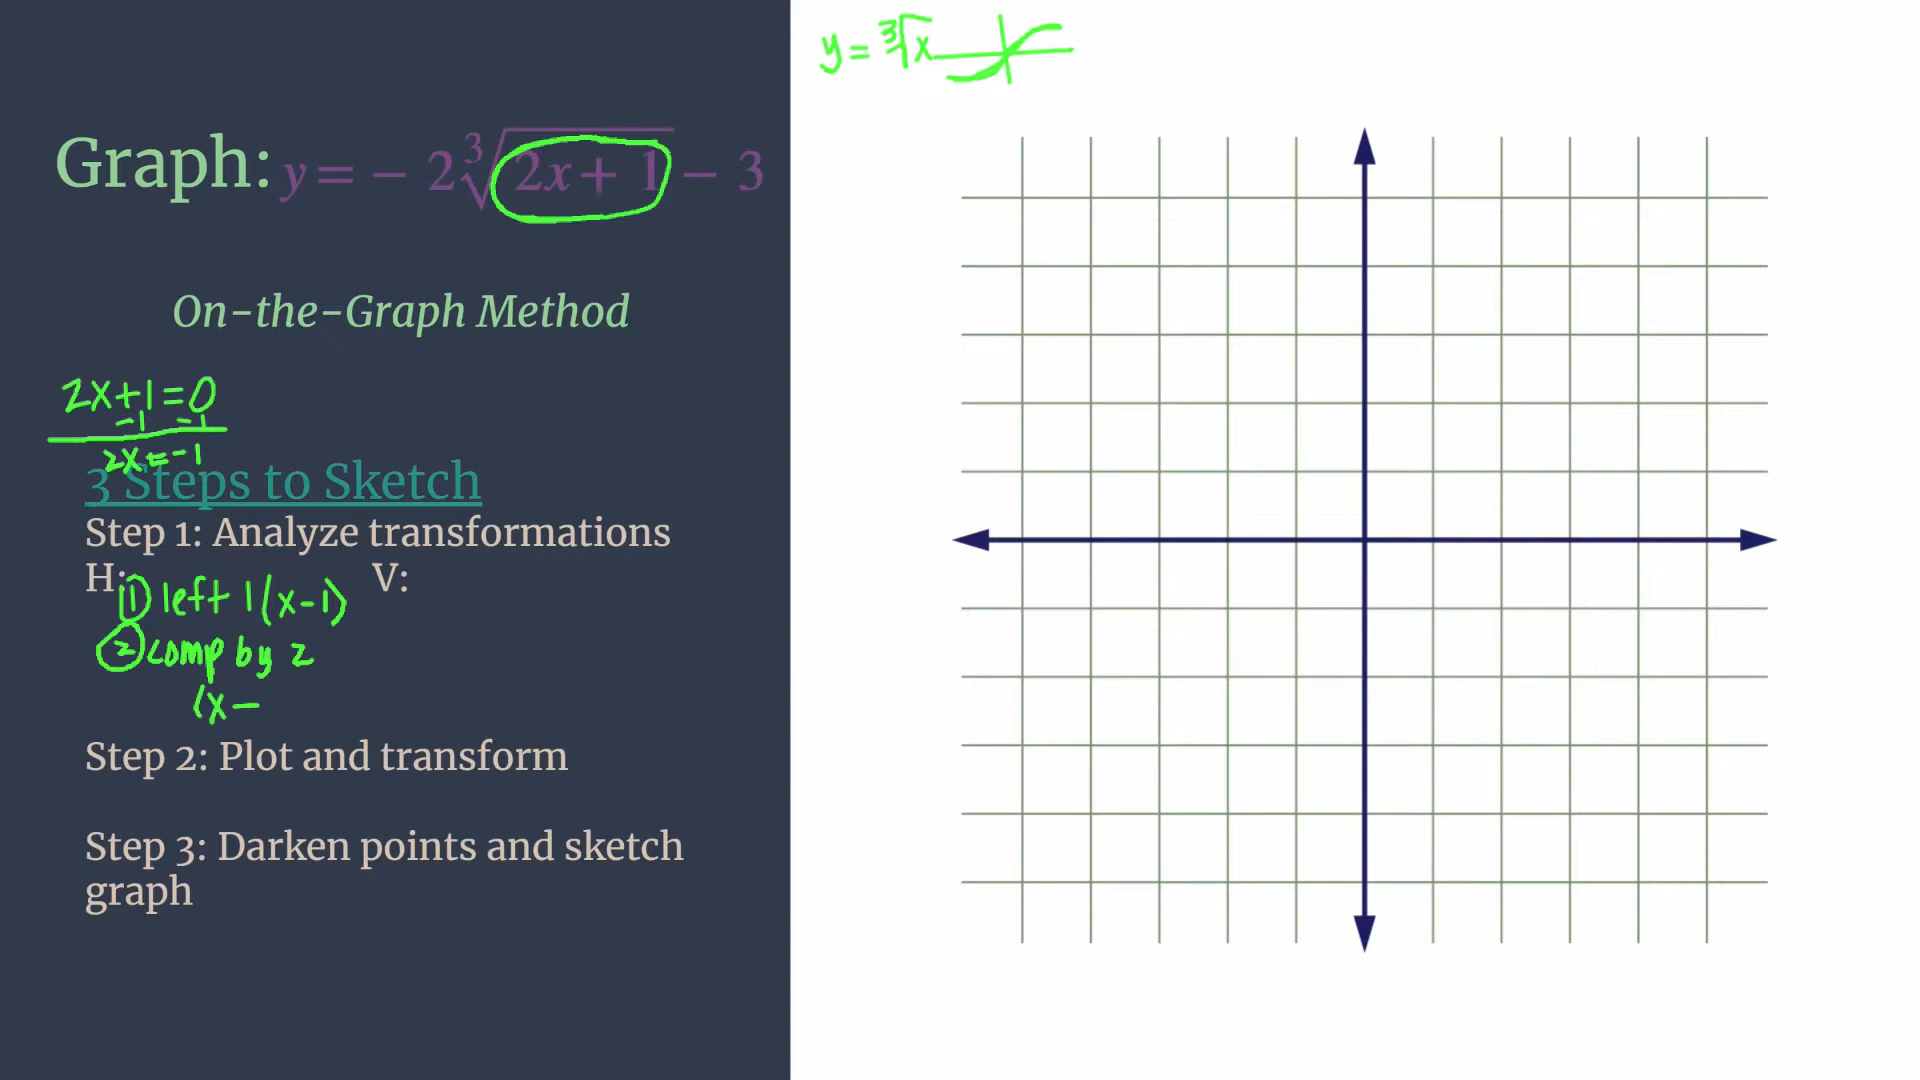 y = ∛x
Graph: y = − 2∛2x + 1 − 3
On-the-Graph Method
2x+1=0
-1 -1
2x=-1
3 Steps to Sketch
Step 1: Analyze transformations
H: V:
① left 1 (x-1)
② comp by 2
(x -
Step 2: Plot and transform
Step 3: Darken points and sketch
graph